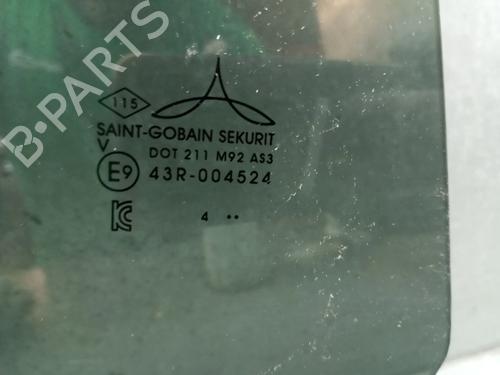 B-PARTS
115
SAINT-GOBAIN SEKURIT
V
DOT 211 M92 AS3
E9 43R-004524
4 ..